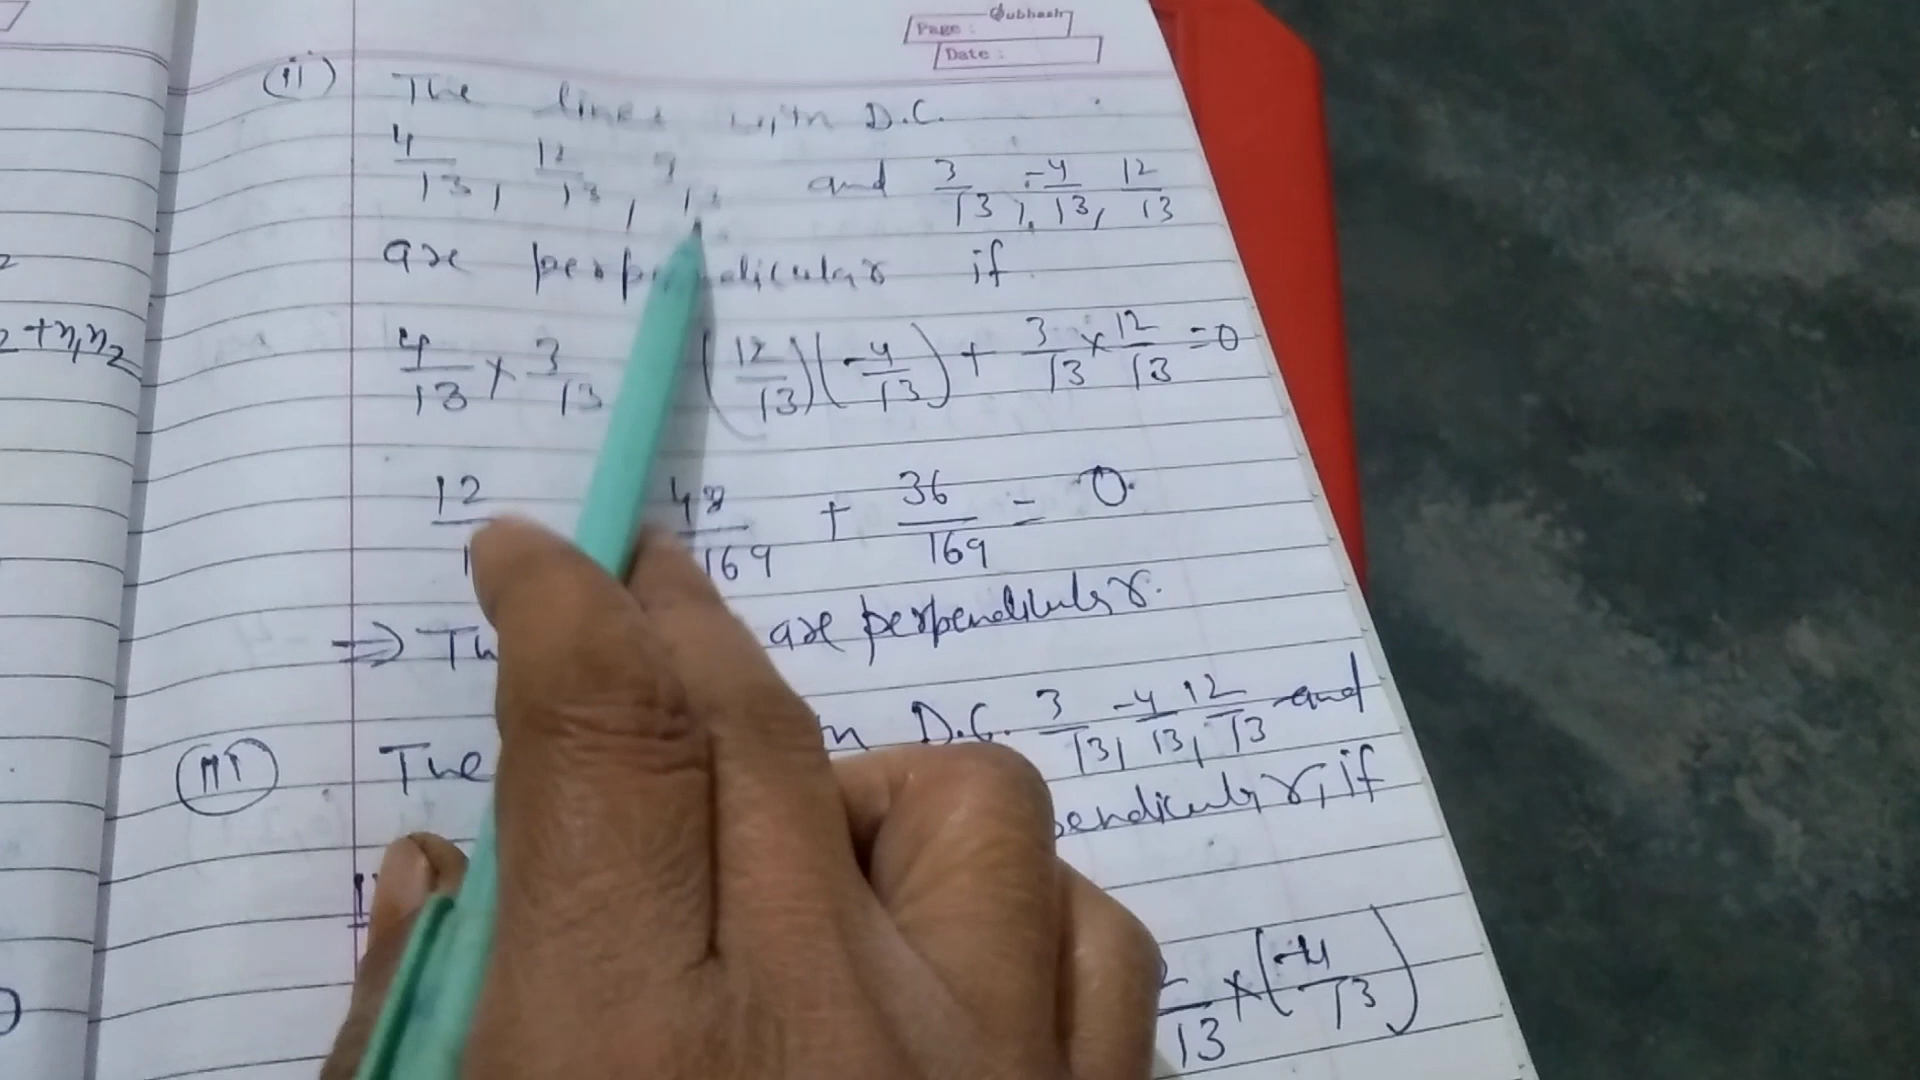 Subhash
Page :
Date :
(ii) The lines with D.C.
4/13, 12/13, 3/13 and 3/13, -4/13, 12/13
are perpendicular if
2 + n1n2
4/13 × 3/13 (12/13)(-4/13) + 3/13 × 12/13 = 0
12 48/169 + 36/169 = 0.
⇒ are perpendicular.
D.C. 3/13, -4/13, 12/13 and
(iii) The if
13 × (-4/13)